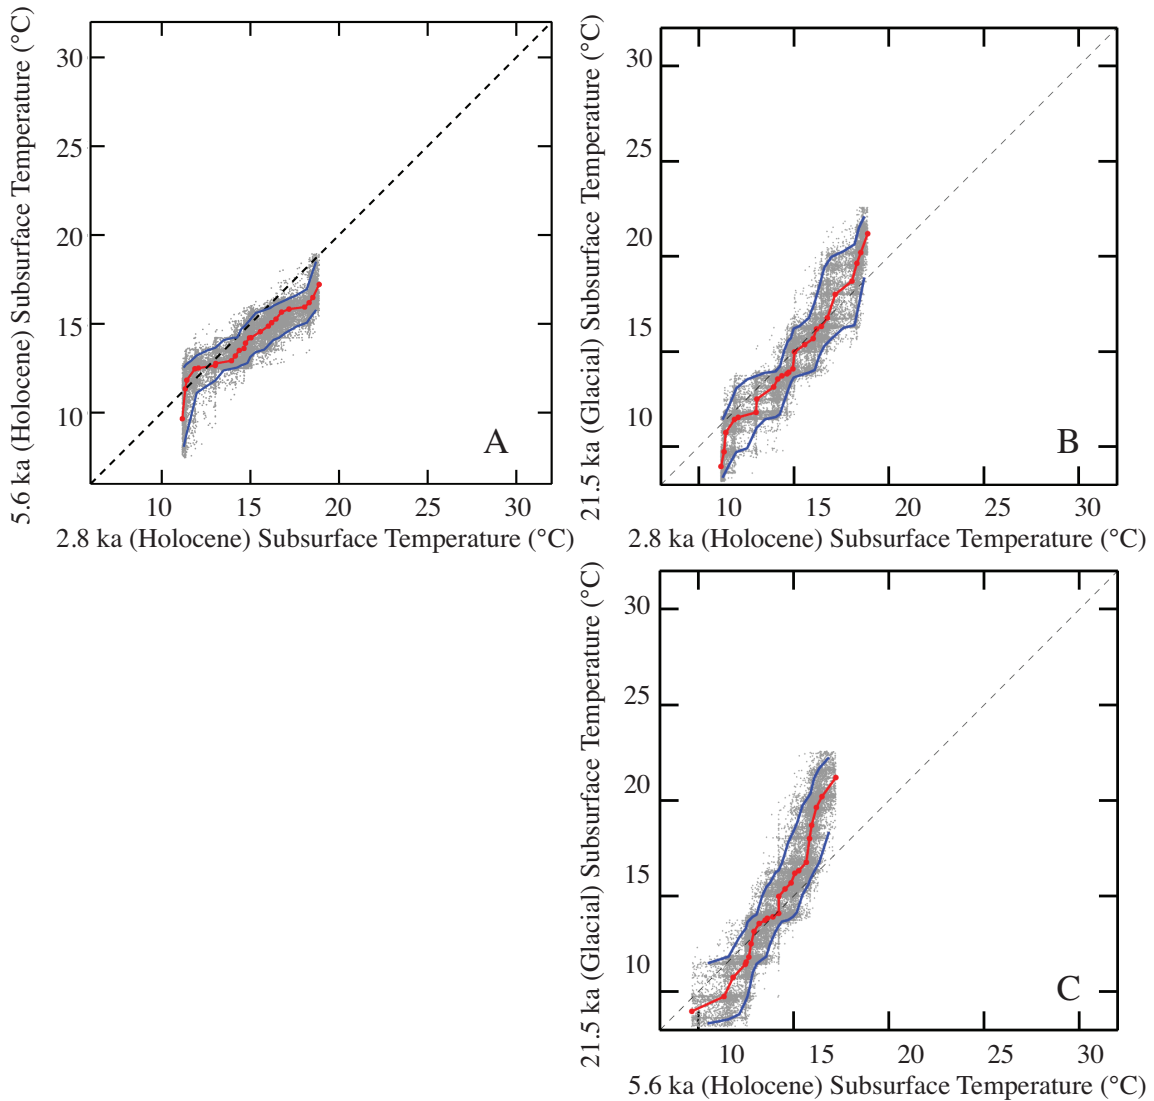 5.6 ka (Holocene) Subsurface Temperature (°C)
30
25
20
15
10
A
10 15 20 25 30
2.8 ka (Holocene) Subsurface Temperature (°C)
21.5 ka (Glacial) Subsurface Temperature (°C)
30
25
20
15
10
B
10 15 20 25 30
2.8 ka (Holocene) Subsurface Temperature (°C)
21.5 ka (Glacial) Subsurface Temperature (°C)
30
25
20
15
10
C
10 15 20 25 30
5.6 ka (Holocene) Subsurface Temperature (°C)